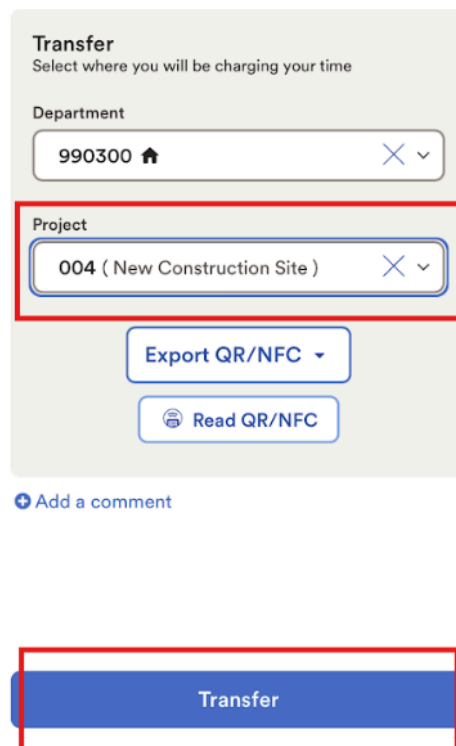 Transfer
Select where you will be charging your time
Department
990300
Project
004 ( New Construction Site )
Export QR/NFC
Read QR/NFC
Add a comment
Transfer